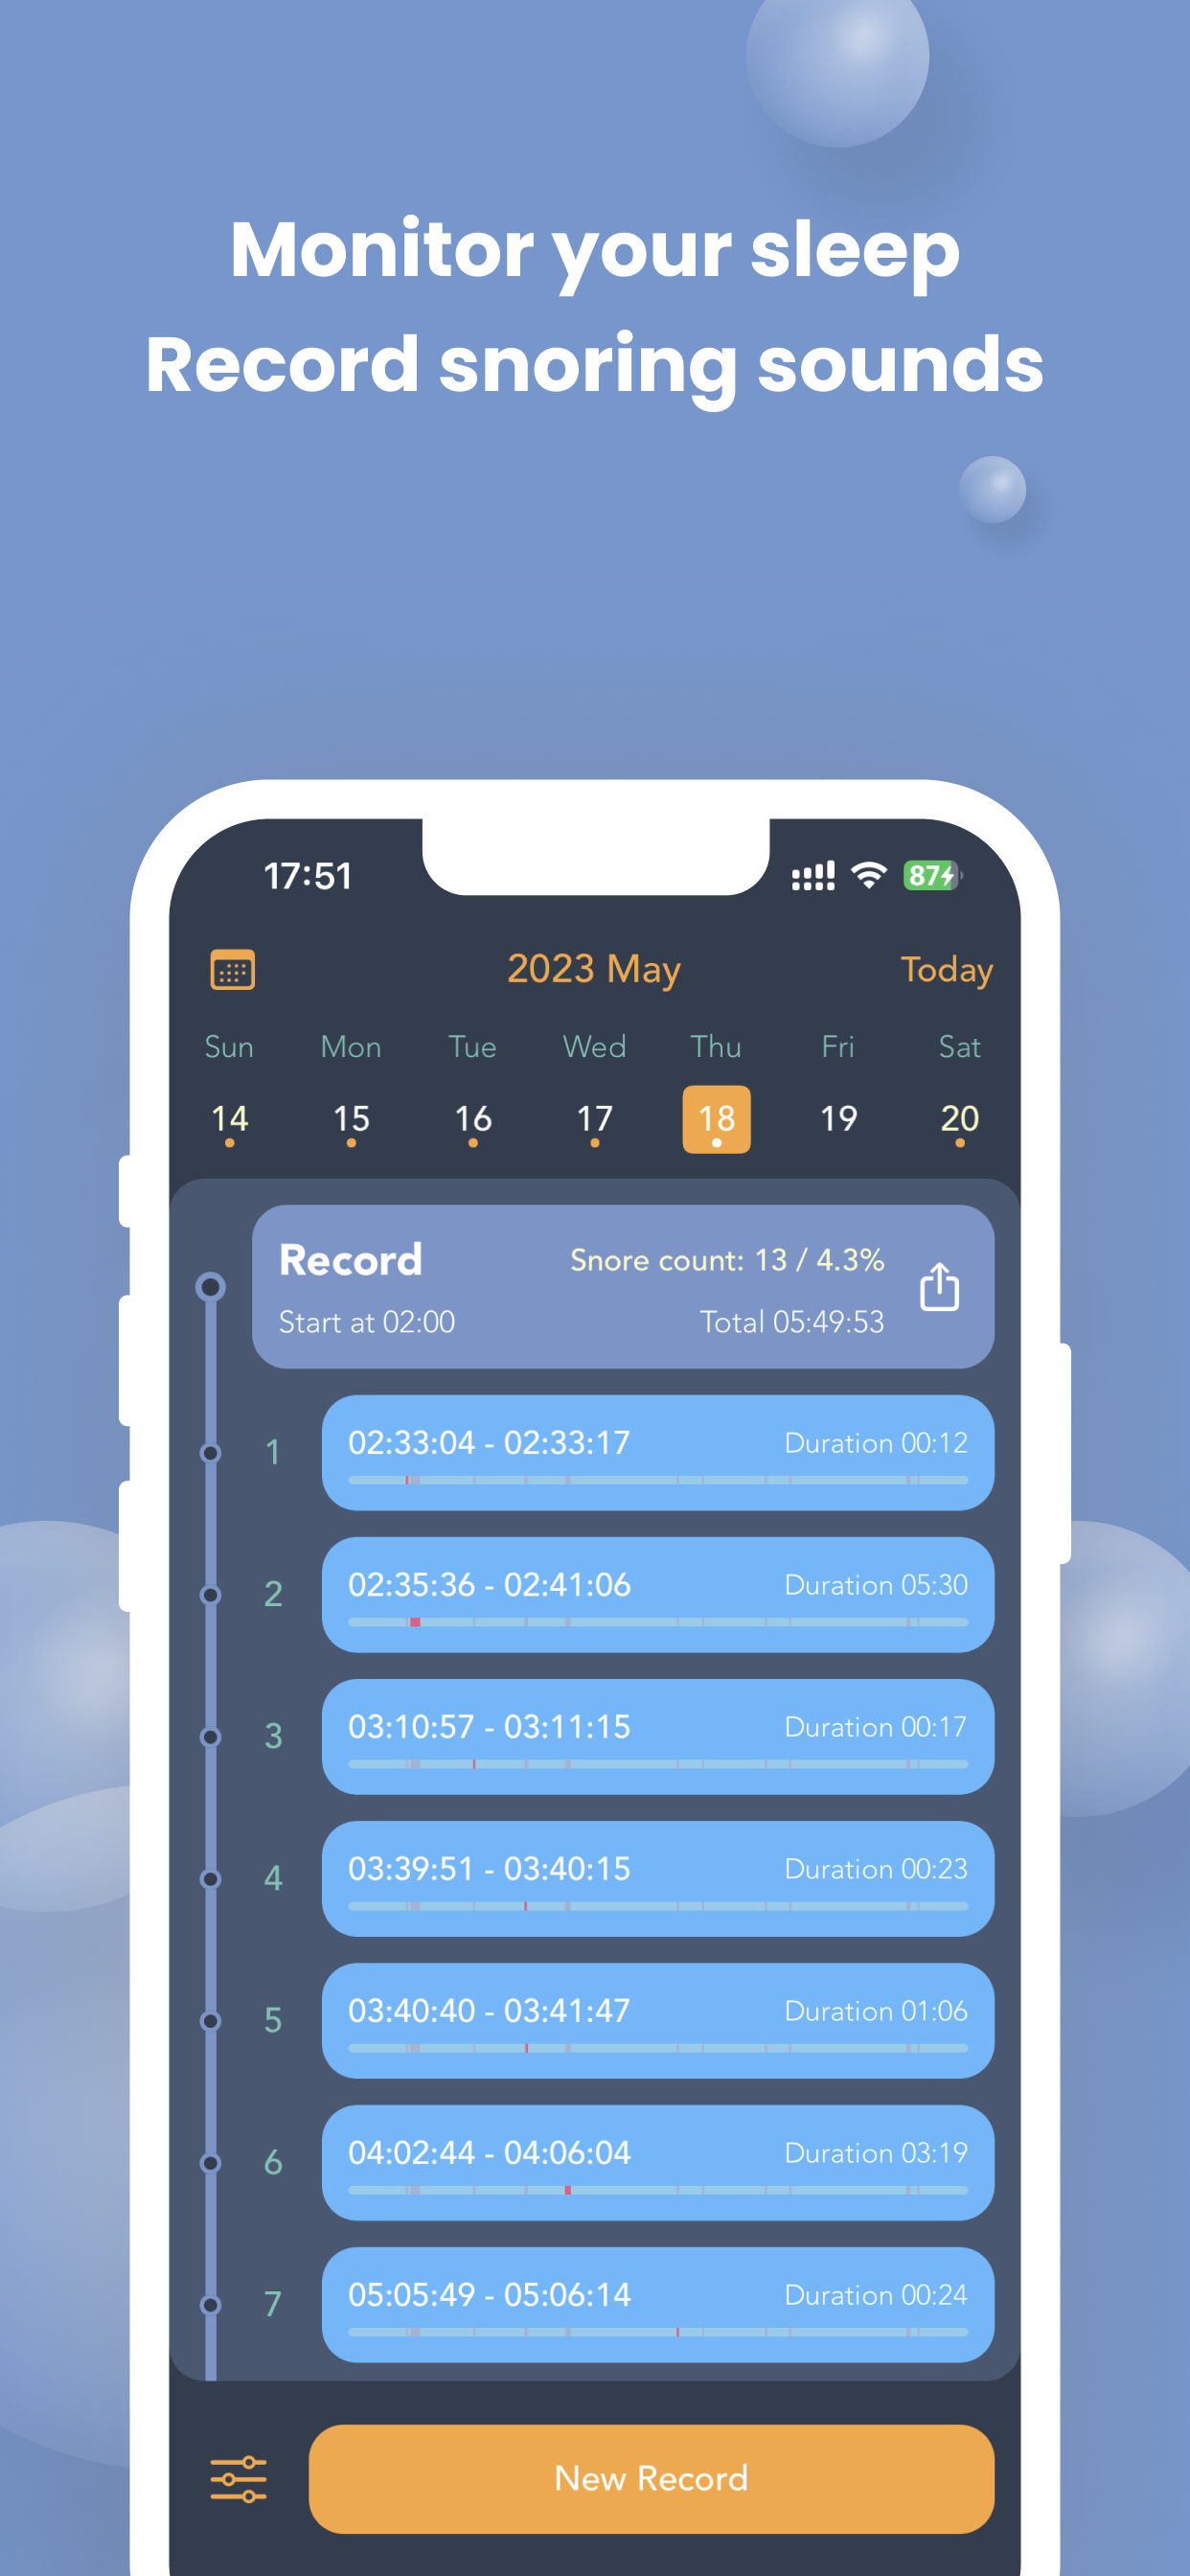 Monitor your sleep
Record snoring sounds
17:51
87
2023 May
Today
Sun Mon Tue Wed Thu Fri Sat
14 15 16 17 18 19 20
Record
Snore count: 13 / 4.3%
Start at 02:00
Total 05:49:53
1
02:33:04 - 02:33:17
Duration 00:12
2
02:35:36 - 02:41:06
Duration 05:30
3
03:10:57 - 03:11:15
Duration 00:17
4
03:39:51 - 03:40:15
Duration 00:23
5
03:40:40 - 03:41:47
Duration 01:06
6
04:02:44 - 04:06:04
Duration 03:19
7
05:05:49 - 05:06:14
Duration 00:24
New Record